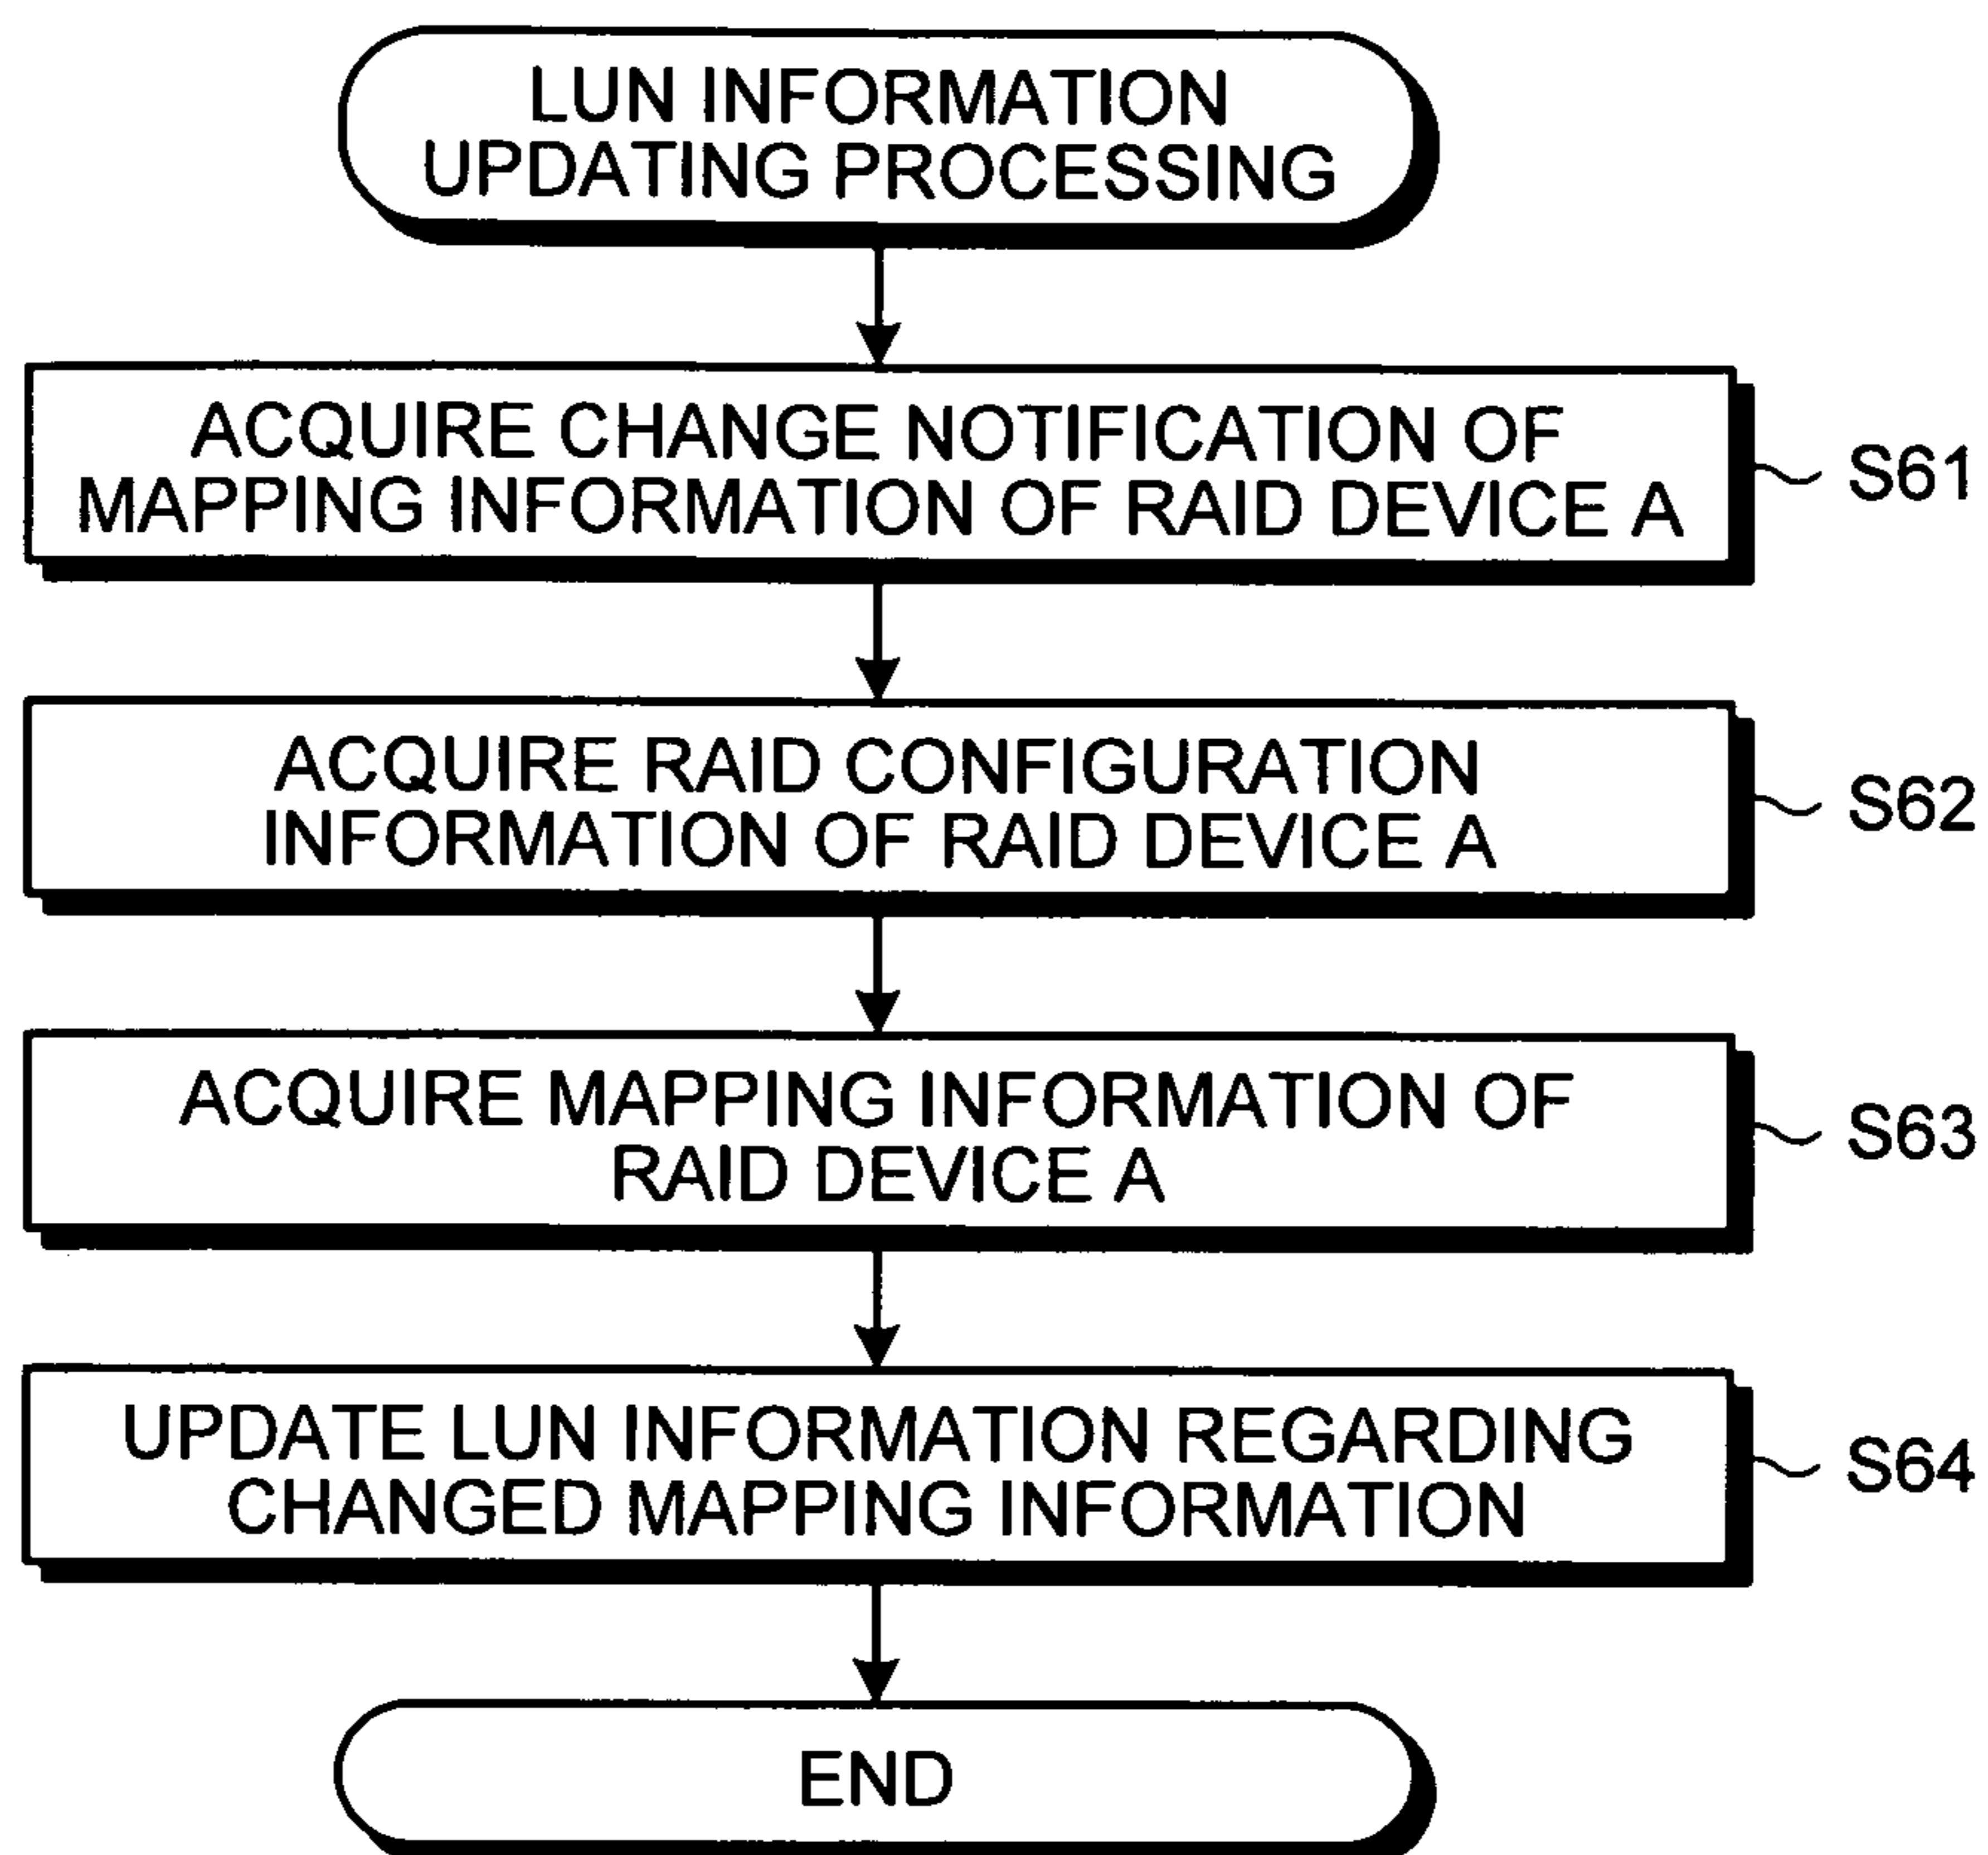 LUN INFORMATION
UPDATING PROCESSING
ACQUIRE CHANGE NOTIFICATION OF
MAPPING INFORMATION OF RAID DEVICE A
S61
ACQUIRE RAID CONFIGURATION
INFORMATION OF RAID DEVICE A
S62
ACQUIRE MAPPING INFORMATION OF
RAID DEVICE A
S63
UPDATE LUN INFORMATION REGARDING
CHANGED MAPPING INFORMATION
S64
END